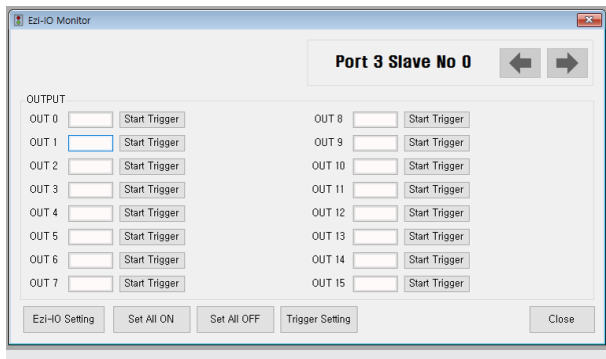 Ezi-IO Monitor
Port 3 Slave No 0
OUTPUT
OUT 0 Start Trigger OUT 8 Start Trigger
OUT 1 Start Trigger OUT 9 Start Trigger
OUT 2 Start Trigger OUT 10 Start Trigger
OUT 3 Start Trigger OUT 11 Start Trigger
OUT 4 Start Trigger OUT 12 Start Trigger
OUT 5 Start Trigger OUT 13 Start Trigger
OUT 6 Start Trigger OUT 14 Start Trigger
OUT 7 Start Trigger OUT 15 Start Trigger
Ezi-IO Setting Set All ON Set All OFF Trigger Setting Close